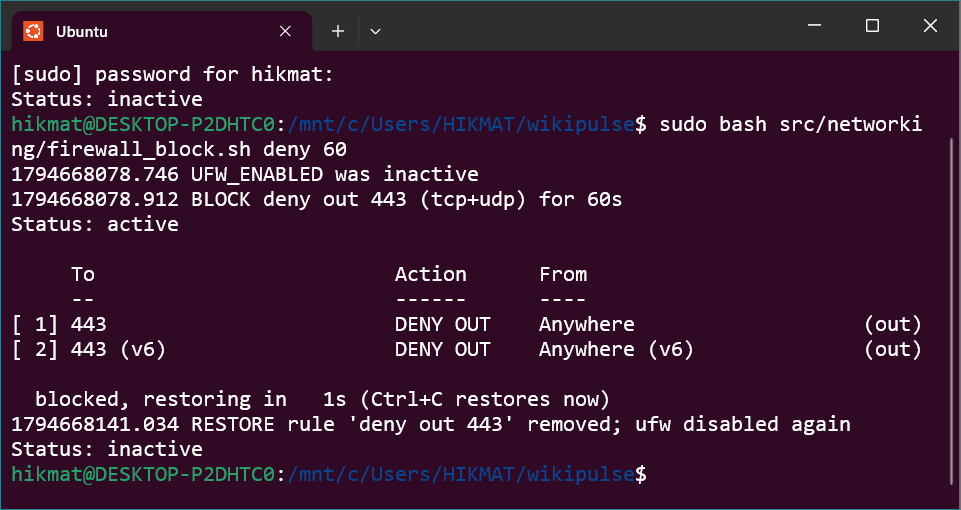 Ubuntu
[sudo] password for hikmat:
Status: inactive
hikmat@DESKTOP-P2DHTC0:/mnt/c/Users/HIKMAT/wikipulse$ sudo bash src/networki
ng/firewall_block.sh deny 60
1794668078.746 UFW_ENABLED was inactive
1794668078.912 BLOCK deny out 443 (tcp+udp) for 60s
Status: active
To Action From
-- ------ ----
[ 1] 443 DENY OUT Anywhere (out)
[ 2] 443 (v6) DENY OUT Anywhere (v6) (out)
blocked, restoring in 1s (Ctrl+C restores now)
1794668141.034 RESTORE rule 'deny out 443' removed; ufw disabled again
Status: inactive
hikmat@DESKTOP-P2DHTC0:/mnt/c/Users/HIKMAT/wikipulse$